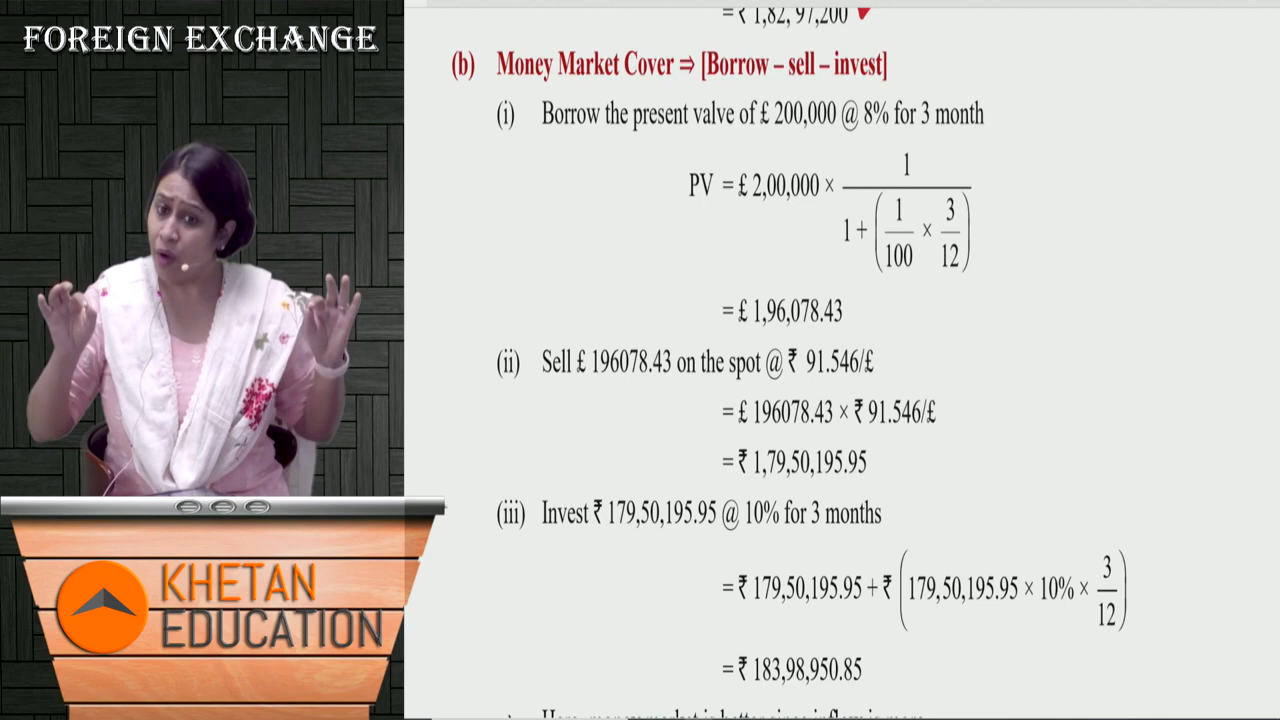 FOREIGN EXCHANGE
KHETAN
EDUCATION
= ₹ 1,82, 97,200
(b) Money Market Cover ⇒ [Borrow – sell – invest]
(i) Borrow the present valve of £ 200,000 @ 8% for 3 month
PV = £ 2,00,000 × 1 / 1 + (1/100 × 3/12)
= £ 1,96,078.43
(ii) Sell £ 196078.43 on the spot @ ₹ 91.546/£
= £ 196078.43 × ₹ 91.546/£
= ₹ 1,79,50,195.95
(iii) Invest ₹ 179,50,195.95 @ 10% for 3 months
= ₹ 179,50,195.95 + ₹ (179,50,195.95 × 10% × 3/12)
= ₹ 183,98,950.85